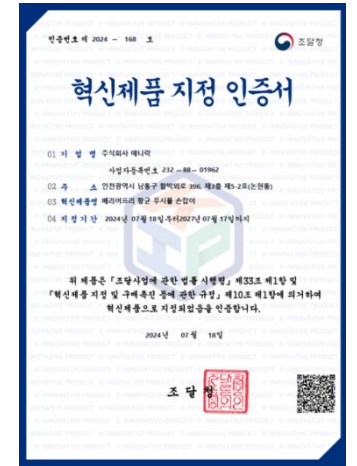 인증번호 제 2024 - 168 호
조달청
혁신제품 지정 인증서
01 기 업 명 주식회사 애니락
사업자등록번호 232-88-01962
02 주 소 인천광역시 남동구 함박뫼로 396, 제3층 제5-2호(논현동)
03 혁신제품명 배리어프리 항균 무시률 손잡이
04 지정기간 2024년 07월 18일부터2027년 07월 17일까지
위 제품은 「조달사업에 관한 법률 시행령」 제33조 제1항 및
「혁신제품 지정 및 구매촉진 등에 관한 규정」 제10조 제1항에 의거하여
혁신제품으로 지정되었음을 인증합니다.
2024년 07월 18일
조 달 청